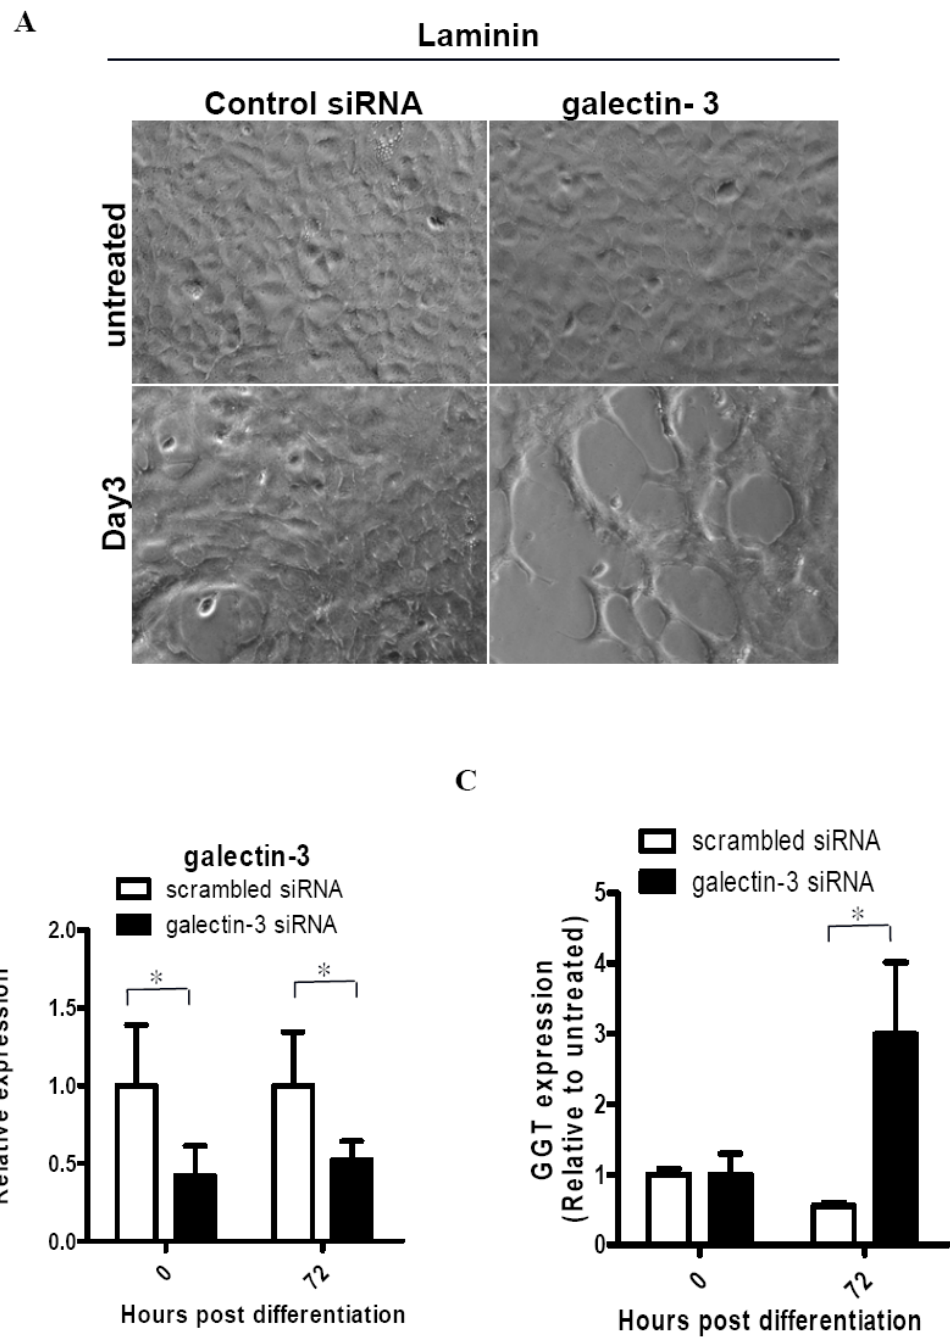 A
Laminin
Control siRNA
galectin- 3
untreated
Day3
galectin-3
scrambled siRNA
galectin-3 siRNA
2.0
1.5
1.0
0.5
0.0
*
*
Relative expression
0
72
Hours post differentiation
C
scrambled siRNA
galectin-3 siRNA
5
4
3
2
1
0
*
GGT expression
(Relative to untreated)
0
72
Hours post differentiation